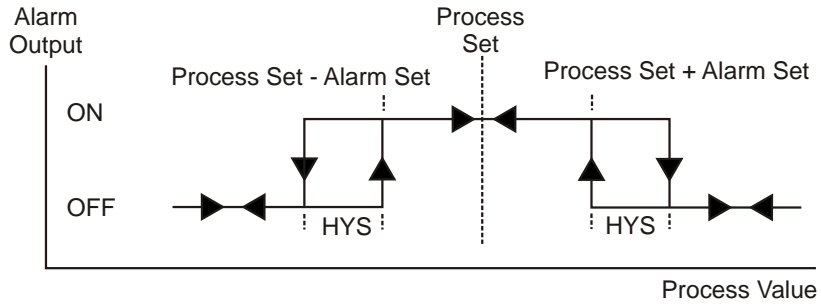 Alarm
Output
Process
Set
Process Set - Alarm Set
Process Set + Alarm Set
ON
OFF
HYS
HYS
Process Value